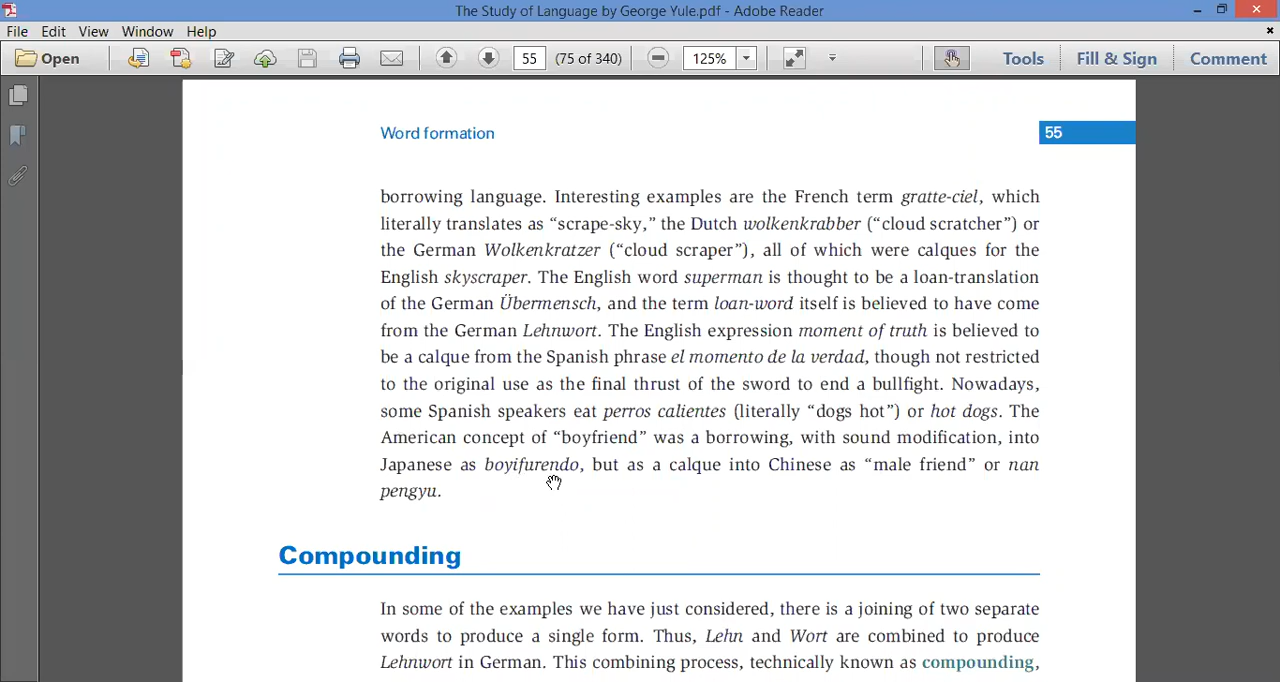 The Study of Language by George Yule.pdf - Adobe Reader
File Edit View Window Help
Open 55 (75 of 340) 125% Tools Fill & Sign Comment
Word formation 55
borrowing language. Interesting examples are the French term gratte-ciel, which
literally translates as “scrape-sky,” the Dutch wolkenkrabber (“cloud scratcher”) or
the German Wolkenkratzer (“cloud scraper”), all of which were calques for the
English skyscraper. The English word superman is thought to be a loan-translation
of the German Übermensch, and the term loan-word itself is believed to have come
from the German Lehnwort. The English expression moment of truth is believed to
be a calque from the Spanish phrase el momento de la verdad, though not restricted
to the original use as the final thrust of the sword to end a bullfight. Nowadays,
some Spanish speakers eat perros calientes (literally “dogs hot”) or hot dogs. The
American concept of “boyfriend” was a borrowing, with sound modification, into
Japanese as boyifurendo, but as a calque into Chinese as “male friend” or nan
pengyu.
Compounding
In some of the examples we have just considered, there is a joining of two separate
words to produce a single form. Thus, Lehn and Wort are combined to produce
Lehnwort in German. This combining process, technically known as compounding,